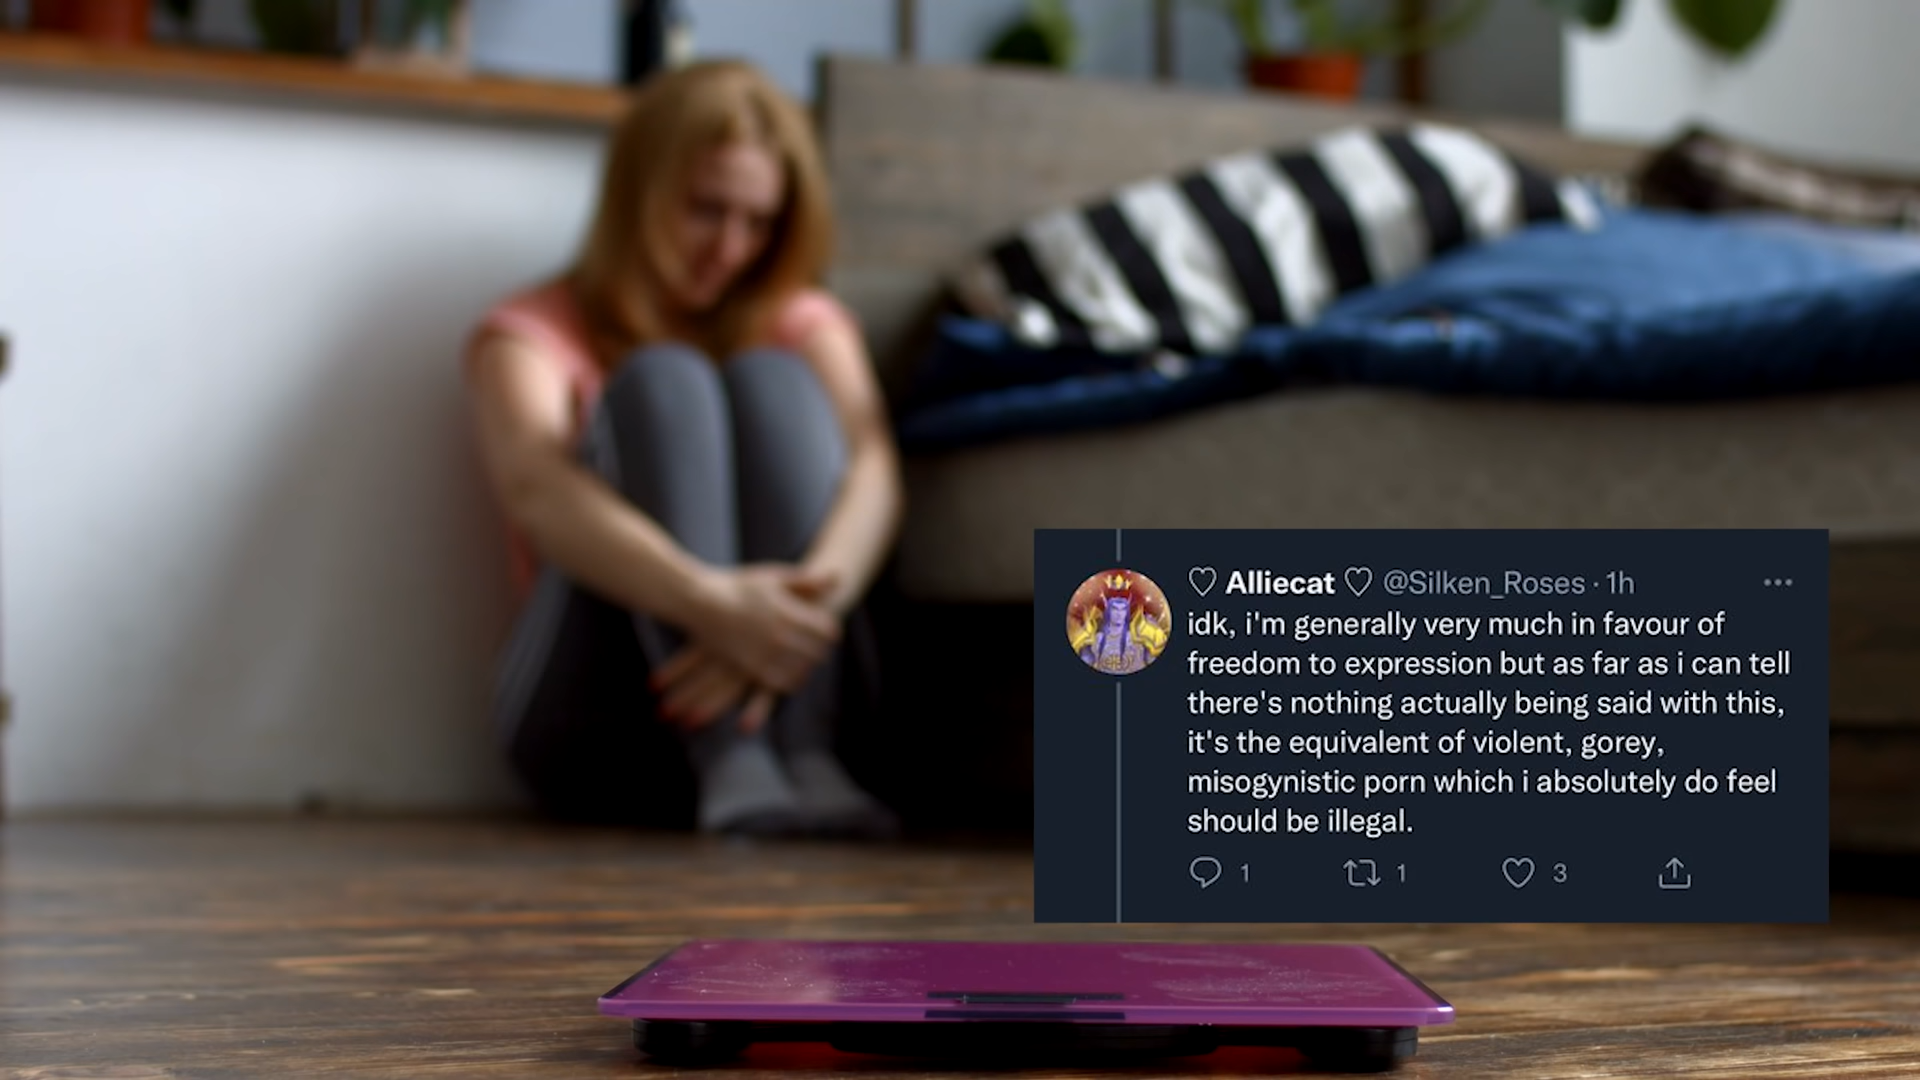 ♡ Alliecat ♡ @Silken_Roses · 1h
idk, i'm generally very much in favour of
freedom to expression but as far as i can tell
there's nothing actually being said with this,
it's the equivalent of violent, gorey,
misogynistic porn which i absolutely do feel
should be illegal.
1 1 3